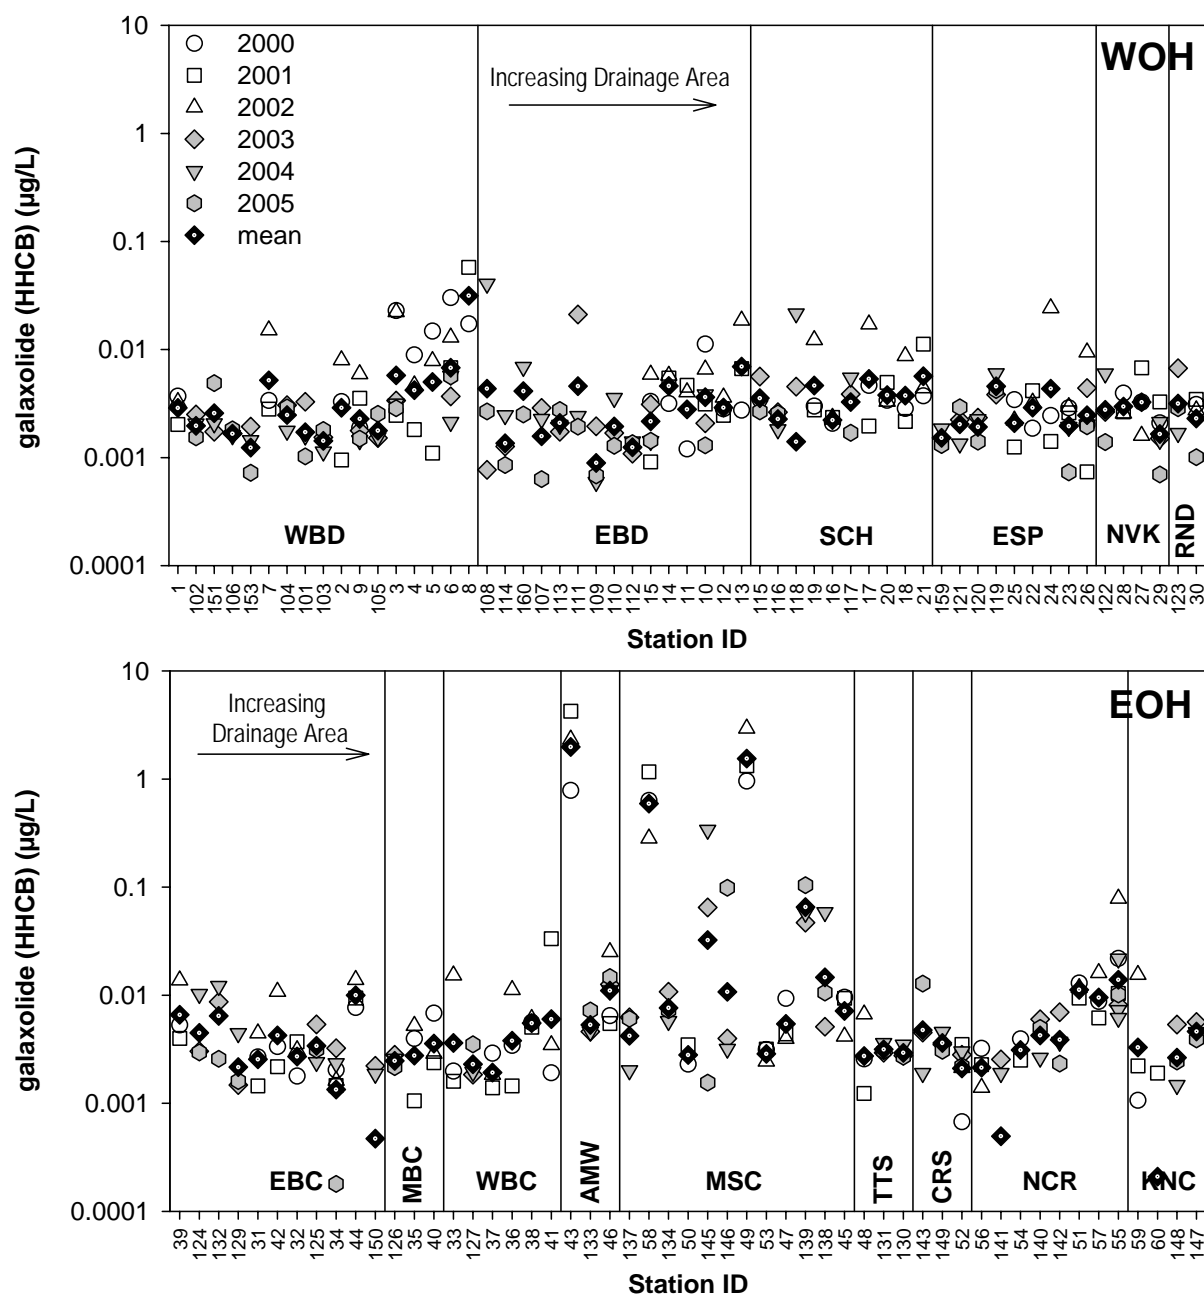 10
1
0.1
0.01
0.001
0.0001
galaxolide (HHCB) (µg/L)
2000
2001
2002
2003
2004
2005
mean
Increasing Drainage Area
WOH
WBD
EBD
SCH
ESP
NVK
RND
1 102 151 106 153 7 104 101 103 2 9 105 3 4 5 6 8 108 114 160 107 113 111 109 110 112 15 14 11 10 12 13 115 116 118 19 16 117 17 20 18 21 159 121 120 119 25 22 24 23 26 122 28 27 29 123 30
Station ID
10
1
0.1
0.01
0.001
0.0001
galaxolide (HHCB) (µg/L)
Increasing
Drainage Area
EOH
EBC
MBC
WBC
AMW
MSC
TTS
CRS
NCR
KNC
39 124 132 129 31 42 32 125 34 44 150 126 35 40 33 127 37 36 38 41 43 133 46 137 58 134 50 145 146 49 53 47 139 138 45 48 131 130 143 149 52 56 141 54 140 142 51 57 55 59 60 148 147
Station ID